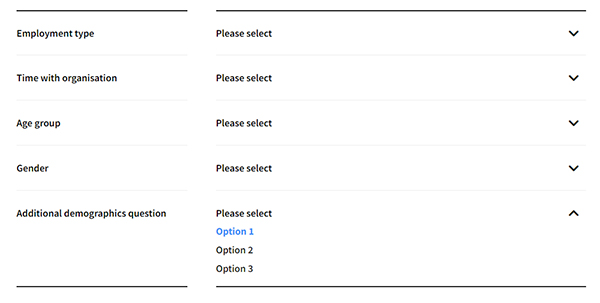 Employment type Please select
Time with organisation Please select
Age group Please select
Gender Please select
Additional demographics question Please select
Option 1
Option 2
Option 3